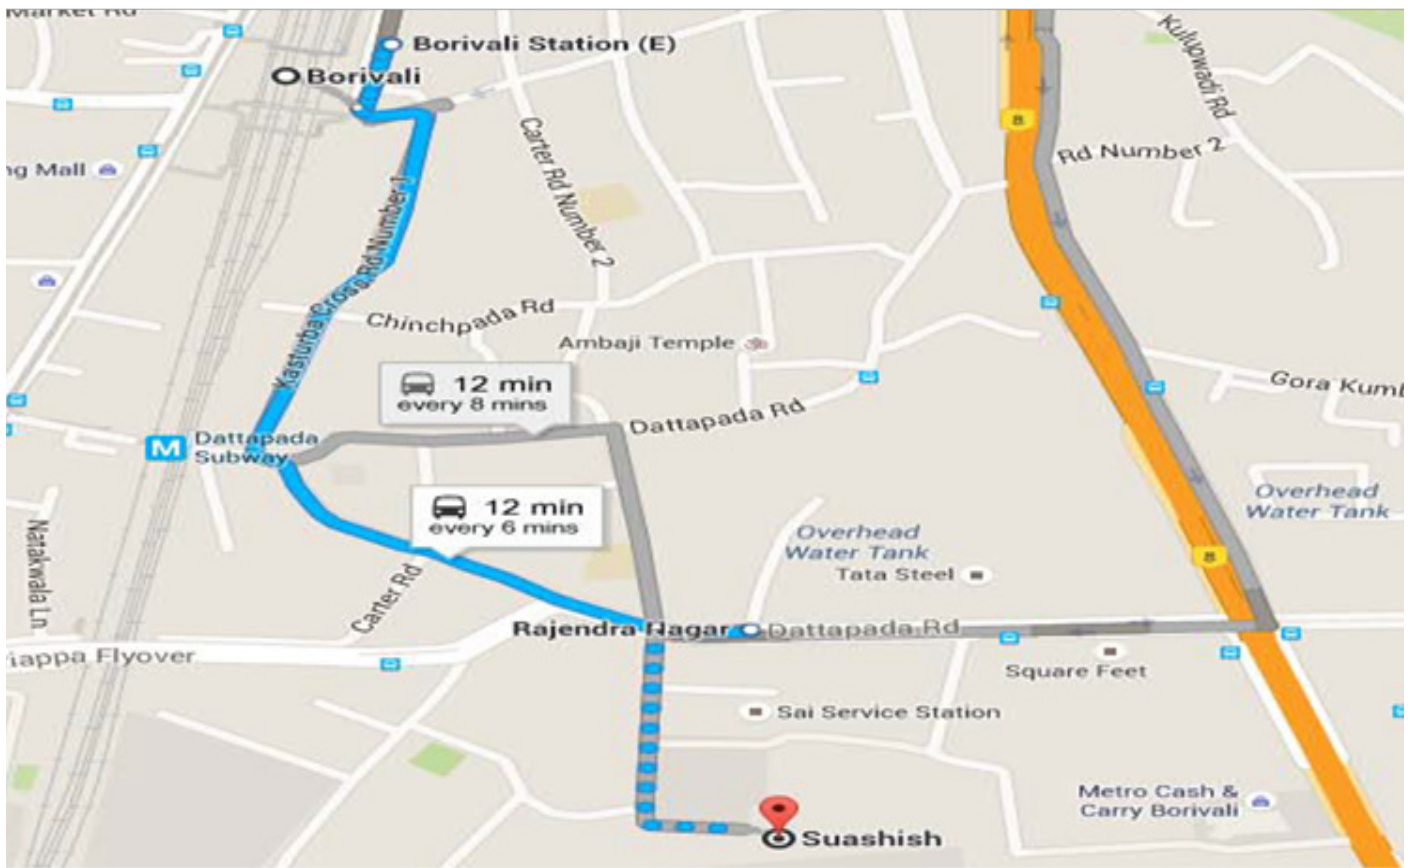 Market Rd
Borivali Station (E)
Borivali
8
Kulupwadi Rd
Rd Number 2
Carter Rd Number 2
ng Mall
Kasturba Cross Rd Number 1
Chinchpada Rd
Ambaji Temple
12 min
every 8 mins
Gora Kumb
Dattapada Rd
M
Dattapada
Subway
12 min
every 6 mins
Overhead
Water Tank
Overhead
Water Tank
Natakwala Ln
8
Tata Steel
Carter Rd
Rajendra Nagar
Dattapada Rd
riappa Flyover
Square Feet
Sai Service Station
Metro Cash &
Carry Borivali
Suashish